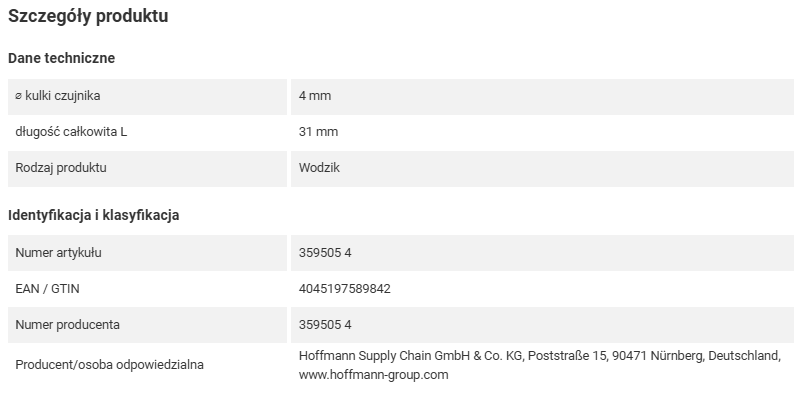 Szczegóły produktu
Dane techniczne
⌀ kulki czujnika 4 mm
długość całkowita L 31 mm
Rodzaj produktu Wodzik
Identyfikacja i klasyfikacja
Numer artykułu 359505 4
EAN / GTIN 4045197589842
Numer producenta 359505 4
Producent/osoba odpowiedzialna Hoffmann Supply Chain GmbH & Co. KG, Poststraße 15, 90471 Nürnberg, Deutschland,
www.hoffmann-group.com